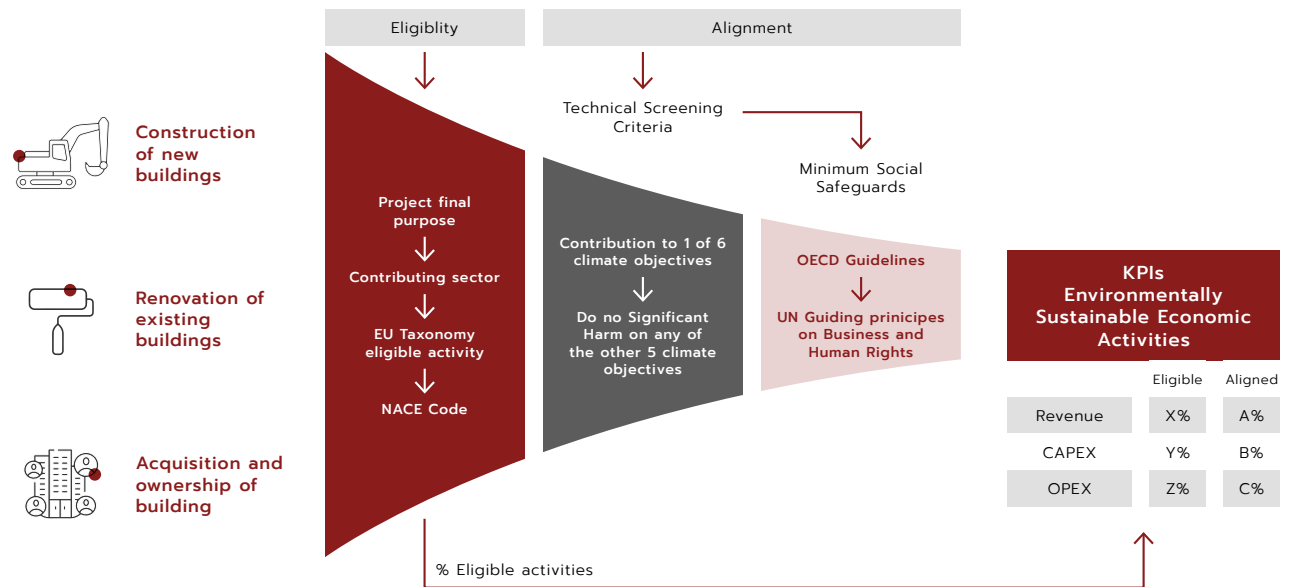 Eligiblity
Alignment
Technical Screening
Criteria
Minimum Social
Safeguards
Construction
of new
buildings
Renovation of
existing
buildings
Acquisition and
ownership of
building
Project final
purpose
Contributing sector
EU Taxonomy
eligible activity
NACE Code
Contribution to 1 of 6
climate objectives
Do no Significant
Harm on any of
the other 5 climate
objectives
OECD Guidelines
UN Guiding prinicipes
on Business and
Human Rights
KPIs
Environmentally
Sustainable Economic
Activities
Eligible Aligned
Revenue X% A%
CAPEX Y% B%
OPEX Z% C%
% Eligible activities